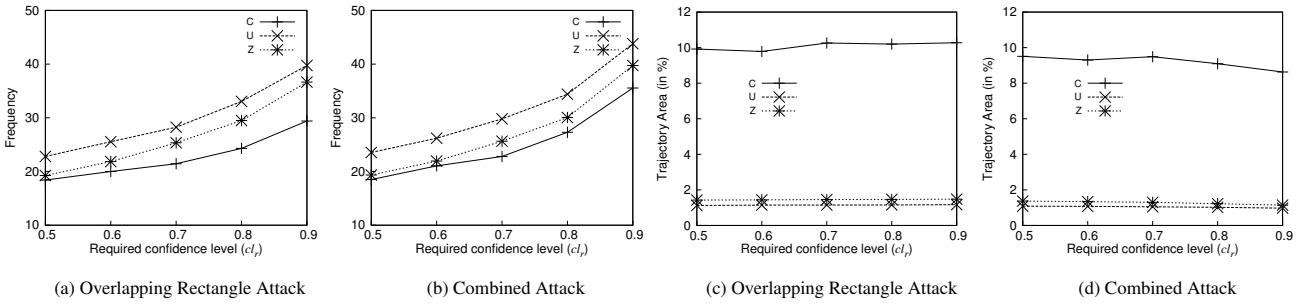 50
40
30
20
10
Frequency
C
U
Z
0.5 0.6 0.7 0.8 0.9
Required confidence level (cl_r)
(a) Overlapping Rectangle Attack
50
40
30
20
10
Frequency
C
U
Z
0.5 0.6 0.7 0.8 0.9
Required confidence level (cl_r)
(b) Combined Attack
12
10
8
6
4
2
0
Trajectory Area (in %)
C
U
Z
0.5 0.6 0.7 0.8 0.9
Required confidence level (cl_r)
(c) Overlapping Rectangle Attack
12
10
8
6
4
2
0
Trajectory Area (in %)
C
U
Z
0.5 0.6 0.7 0.8 0.9
Required confidence level (cl_r)
(d) Combined Attack